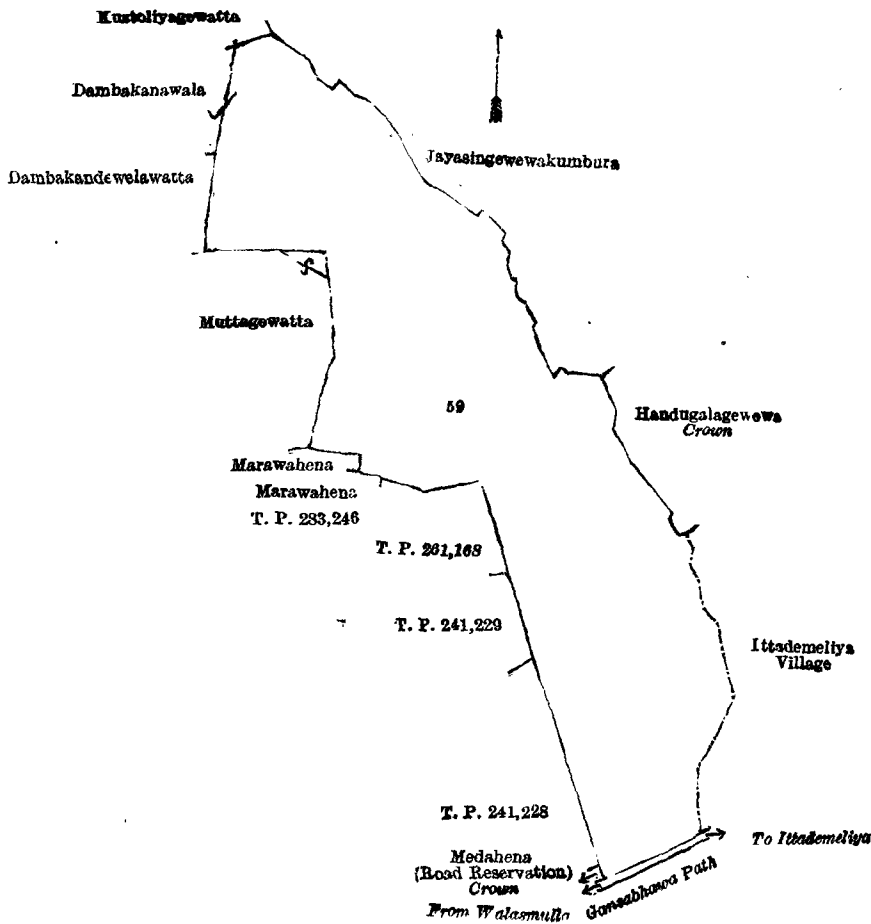 Kustoliyagewatta
Dambakanawala
Jayasingewewakumbura
Dambakandewelawatta
Muttagewatta
59
Handugalagewewa
Crown
Marawahena
Marawahena
T. P. 283,246
T. P. 261,168
T. P. 241,229
Ittademeliya
Village
T. P. 241,228
To Ittademeliya
Medahena
(Road Reservation)
Crown
Gansabhawa Path
From Walasmulla